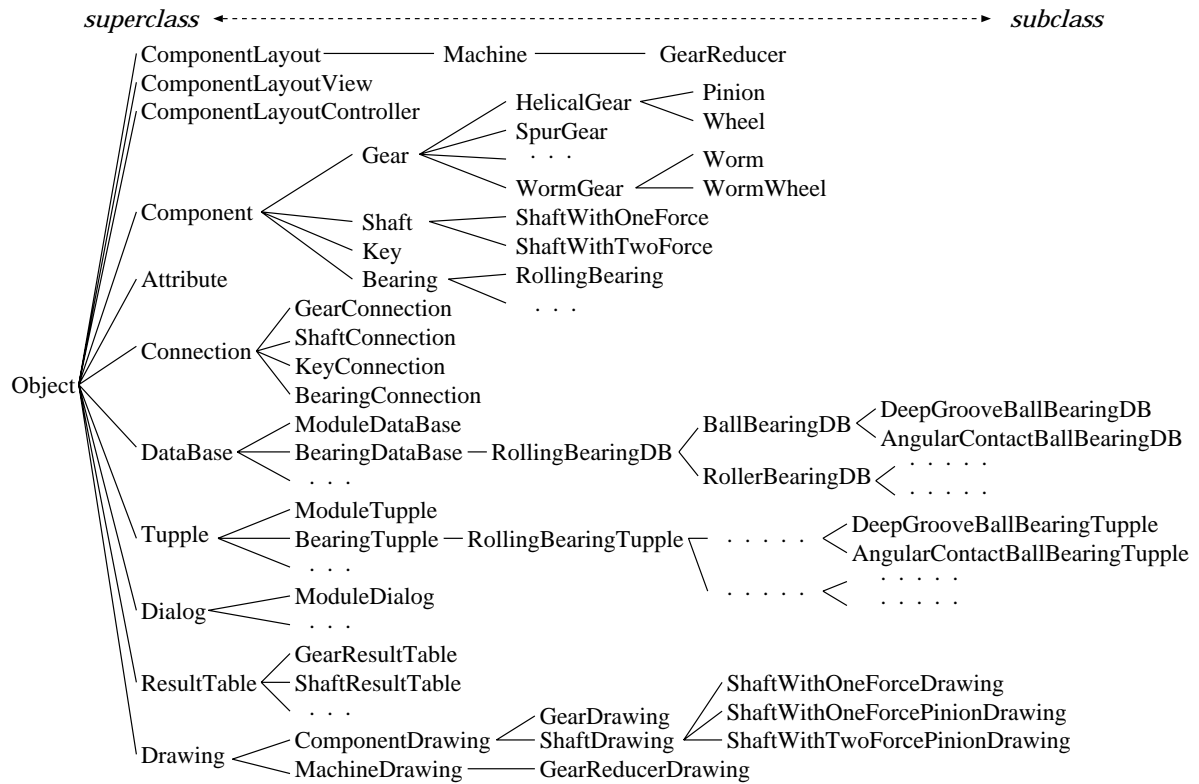 superclass subclass
ComponentLayout Machine GearReducer
ComponentLayoutView
ComponentLayoutController
HelicalGear Pinion
Wheel
SpurGear
Gear . . .
WormGear Worm
WormWheel
Component Shaft ShaftWithOneForce
ShaftWithTwoForce
Key
Bearing RollingBearing
. . .
Attribute
GearConnection
ShaftConnection
Connection
KeyConnection
BearingConnection
Object
ModuleDataBase
DataBase BearingDataBase RollingBearingDB BallBearingDB DeepGrooveBallBearingDB
AngularContactBallBearingDB
. . . RollerBearingDB . . . . .
. . . . .
ModuleTupple
Tupple BearingTupple RollingBearingTupple . . . . . DeepGrooveBallBearingTupple
AngularContactBallBearingTupple
. . . . . . . . . . . . .
. . . . .
Dialog ModuleDialog
. . .
GearResultTable
ResultTable ShaftResultTable
. . .
Drawing ComponentDrawing GearDrawing
ShaftDrawing ShaftWithOneForceDrawing
ShaftWithOneForcePinionDrawing
ShaftWithTwoForcePinionDrawing
MachineDrawing GearReducerDrawing